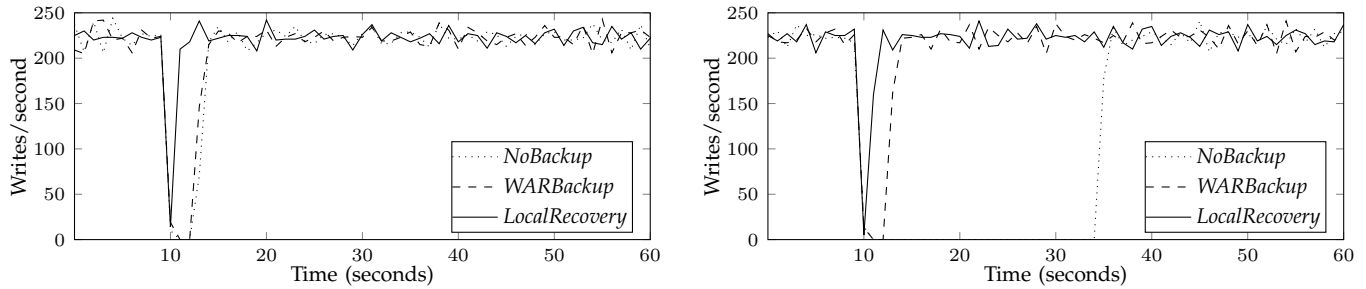 250
200
150
100
50
0
Writes/second
10 20 30 40 50 60
Time (seconds)
NoBackup
WARBackup
LocalRecovery
250
200
150
100
50
0
Writes/second
10 20 30 40 50 60
Time (seconds)
NoBackup
WARBackup
LocalRecovery